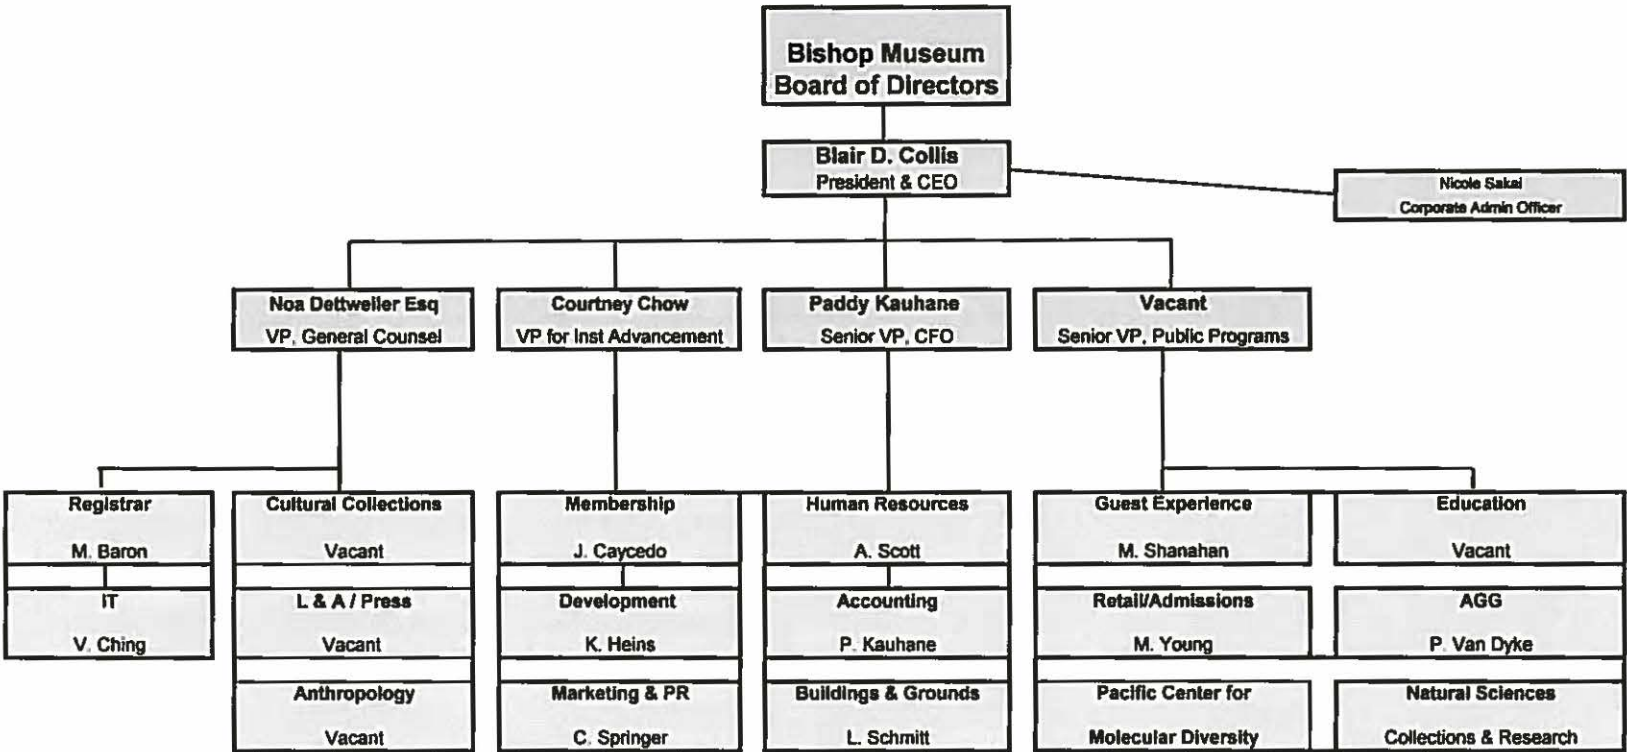 Bishop Museum
Board of Directors
Blair D. Collis
President & CEO
Nicole Sakai
Corporate Admin Officer
Noa Dettweiler Esq
VP, General Counsel
Courtney Chow
VP for Inst Advancement
Paddy Kauhane
Senior VP, CFO
Vacant
Senior VP, Public Programs
Registrar
M. Baron
Cultural Collections
Vacant
Membership
J. Caycedo
Human Resources
A. Scott
Guest Experience
M. Shanahan
Education
Vacant
IT
V. Ching
L & A / Press
Vacant
Development
K. Heins
Accounting
P. Kauhane
Retail/Admissions
M. Young
AGG
P. Van Dyke
Anthropology
Vacant
Marketing & PR
C. Springer
Buildings & Grounds
L. Schmitt
Pacific Center for
Molecular Diversity
Natural Sciences
Collections & Research